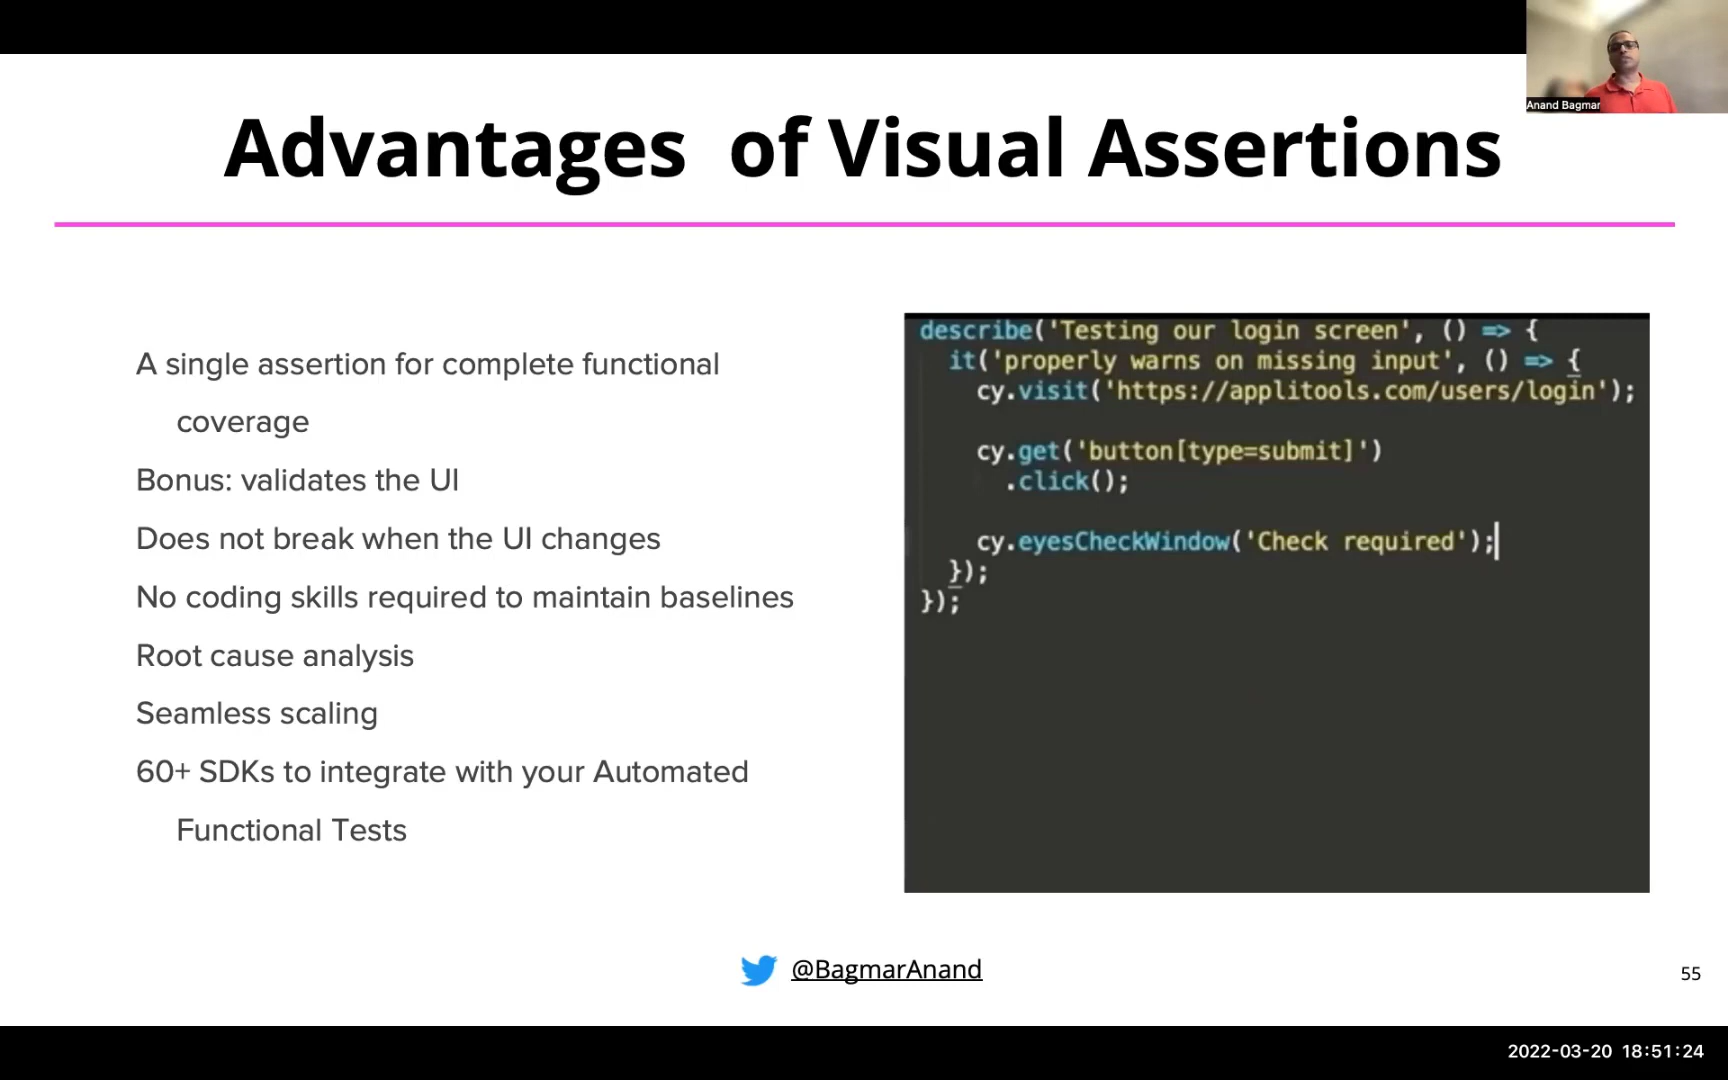 Anand Bagmar
Advantages  of Visual Assertions
A single assertion for complete functional
coverage
Bonus: validates the UI
Does not break when the UI changes
No coding skills required to maintain baselines
Root cause analysis
Seamless scaling
60+ SDKs to integrate with your Automated
Functional Tests
describe('Testing our login screen', () => {
  it('properly warns on missing input', () => {
    cy.visit('https://applitools.com/users/login');
    cy.get('button[type=submit]')
      .click();
    cy.eyesCheckWindow('Check required');
  });
});
@BagmarAnand
55
2022-03-20 18:51:24